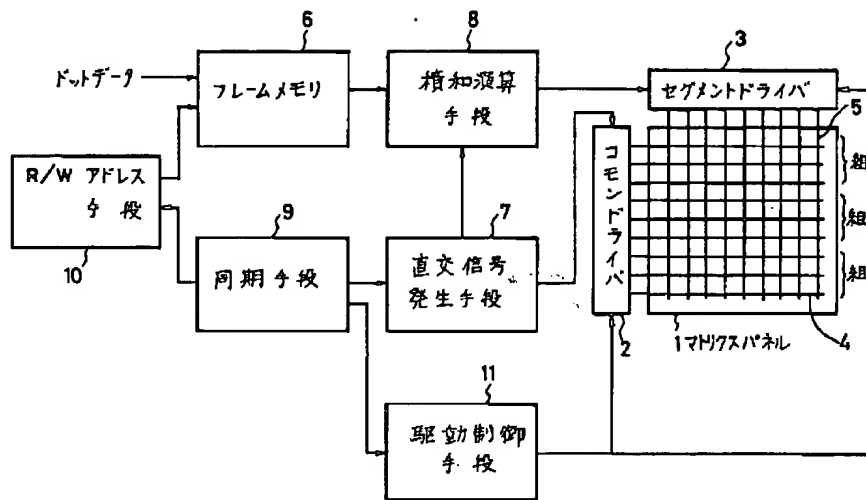 6
8
3
ドットデータ
フレームメモリ
積和演算
手段
セグメントドライバ
5
コモンドライバ
組
組
組
R/W アドレス
手段
10
9
同期手段
7
直交信号
発生手段
2
1 マトリクスパネル
4
11
駆動制御
手段